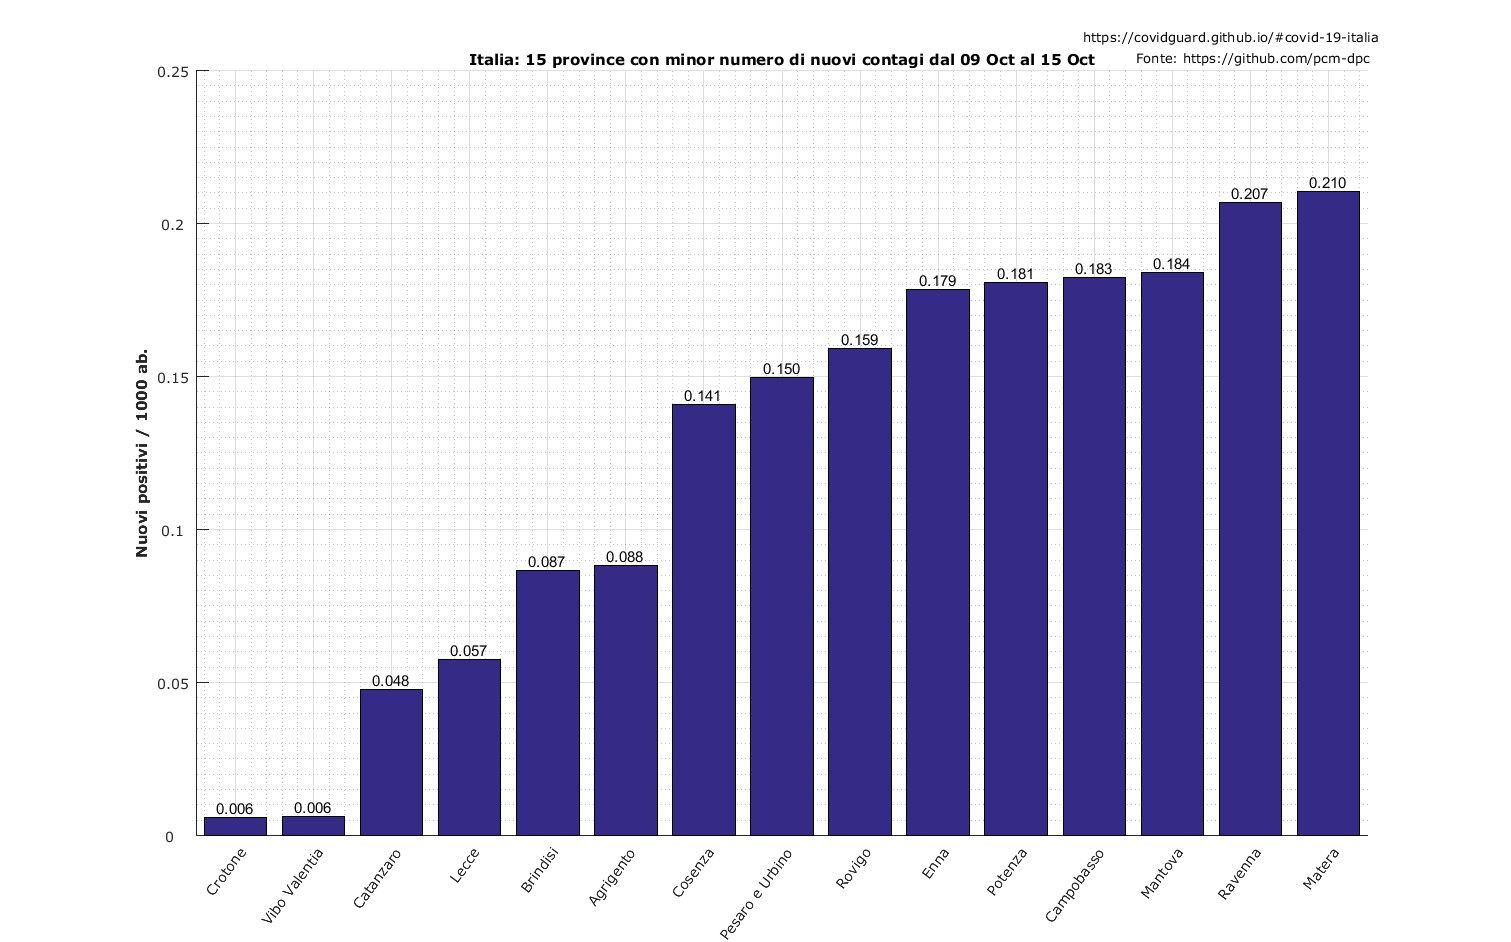 https://covidguard.github.io/#covid-19-italia
Italia: 15 province con minor numero di nuovi contagi dal 09 Oct al 15 Oct
Fonte: https://github.com/pcm-dpc
Nuovi positivi / 1000 ab.
0.25
0.2
0.15
0.1
0.05
0
0.006
0.006
0.048
0.057
0.087
0.088
0.141
0.150
0.159
0.179
0.181
0.183
0.184
0.207
0.210
Crotone
Vibo Valentia
Catanzaro
Lecce
Brindisi
Agrigento
Cosenza
Pesaro e Urbino
Rovigo
Enna
Potenza
Campobasso
Mantova
Ravenna
Matera